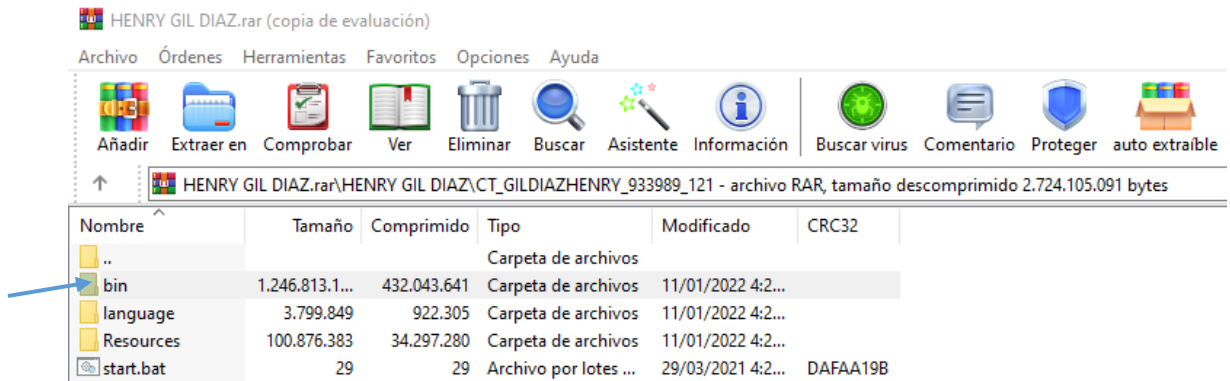 HENRY GIL DIAZ.rar (copia de evaluación)
Archivo Órdenes Herramientas Favoritos Opciones Ayuda
Añadir Extraer en Comprobar Ver Eliminar Buscar Asistente Información Buscar virus Comentario Proteger auto extraíble
HENRY GIL DIAZ.rar\HENRY GIL DIAZ\CT_GILDIAZHENRY_933989_121 - archivo RAR, tamaño descomprimido 2.724.105.091 bytes
Nombre Tamaño Comprimido Tipo Modificado CRC32
.. Carpeta de archivos
bin 1.246.813.1... 432.043.641 Carpeta de archivos 11/01/2022 4:2...
language 3.799.849 922.305 Carpeta de archivos 11/01/2022 4:2...
Resources 100.876.383 34.297.280 Carpeta de archivos 11/01/2022 4:2...
start.bat 29 29 Archivo por lotes ... 29/03/2021 4:2... DAFAA19B